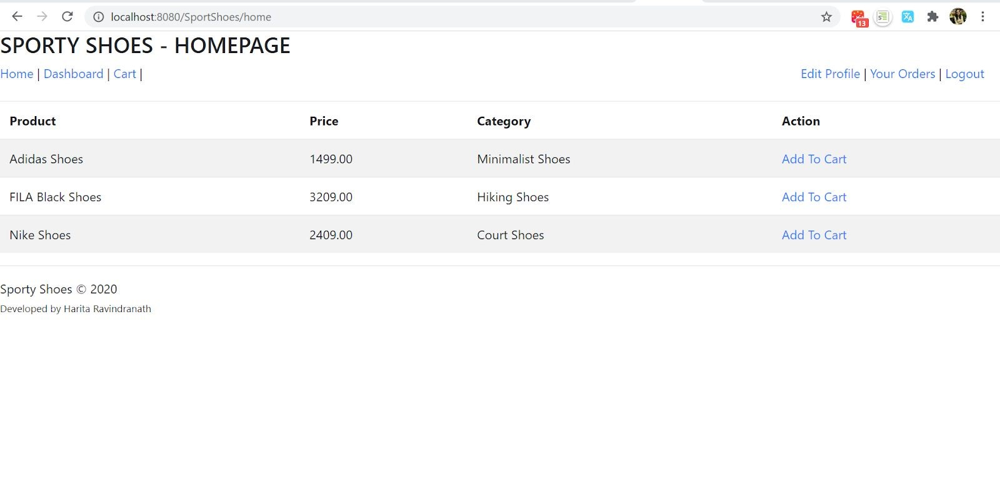 localhost:8080/SportShoes/home
13
SPORTY SHOES - HOMEPAGE
Home | Dashboard | Cart | Edit Profile | Your Orders | Logout
Product Price Category Action
Adidas Shoes 1499.00 Minimalist Shoes Add To Cart
FILA Black Shoes 3209.00 Hiking Shoes Add To Cart
Nike Shoes 2409.00 Court Shoes Add To Cart
Sporty Shoes © 2020
Developed by Harita Ravindranath